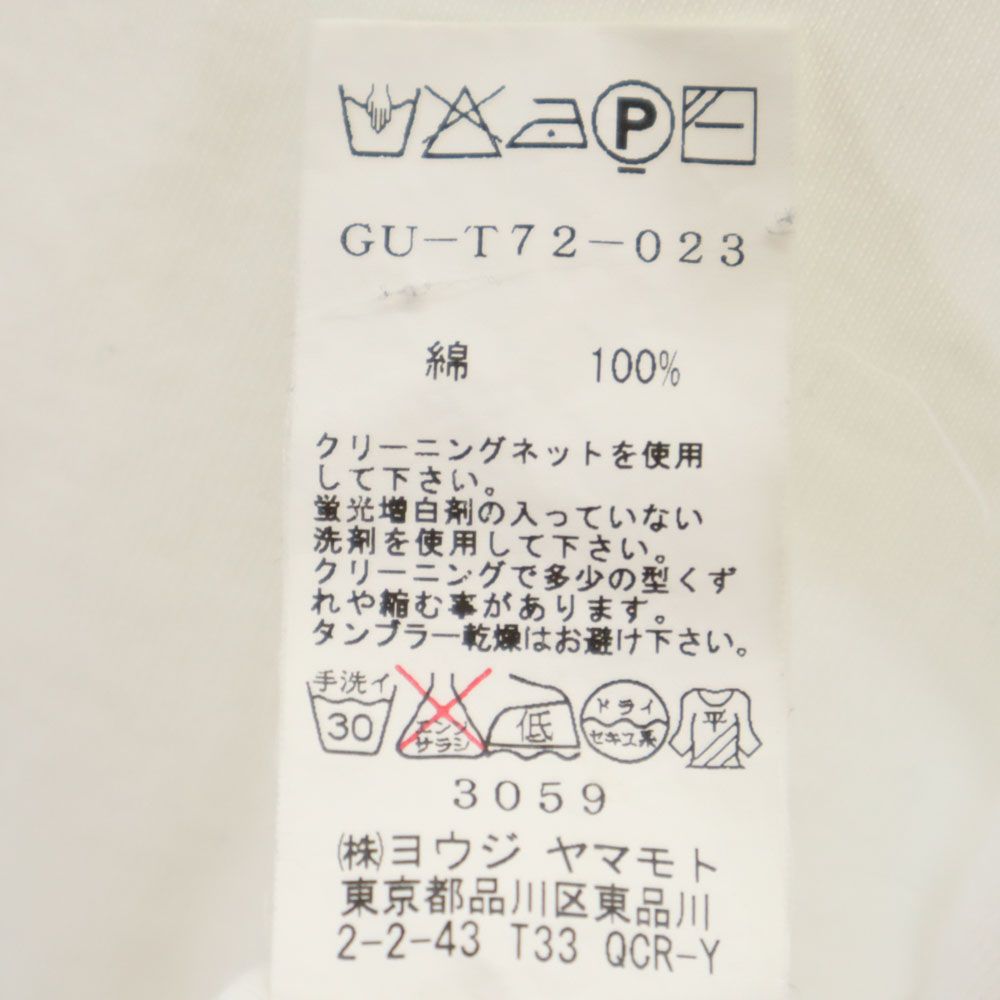 P
GU-T72-023
綿 100%
クリーニングネットを使用
して下さい。
蛍光増白剤の入っていない
洗剤を使用して下さい。
クリーニングで多少の型くず
れや縮む事があります。
タンブラー乾燥はお避け下さい。
手洗イ
30
エンソ
サラシ
低
ドライ
セキユ系
平
3059
㈱ヨウジ ヤマモト
東京都品川区東品川
2-2-43 T33 QCR-Y